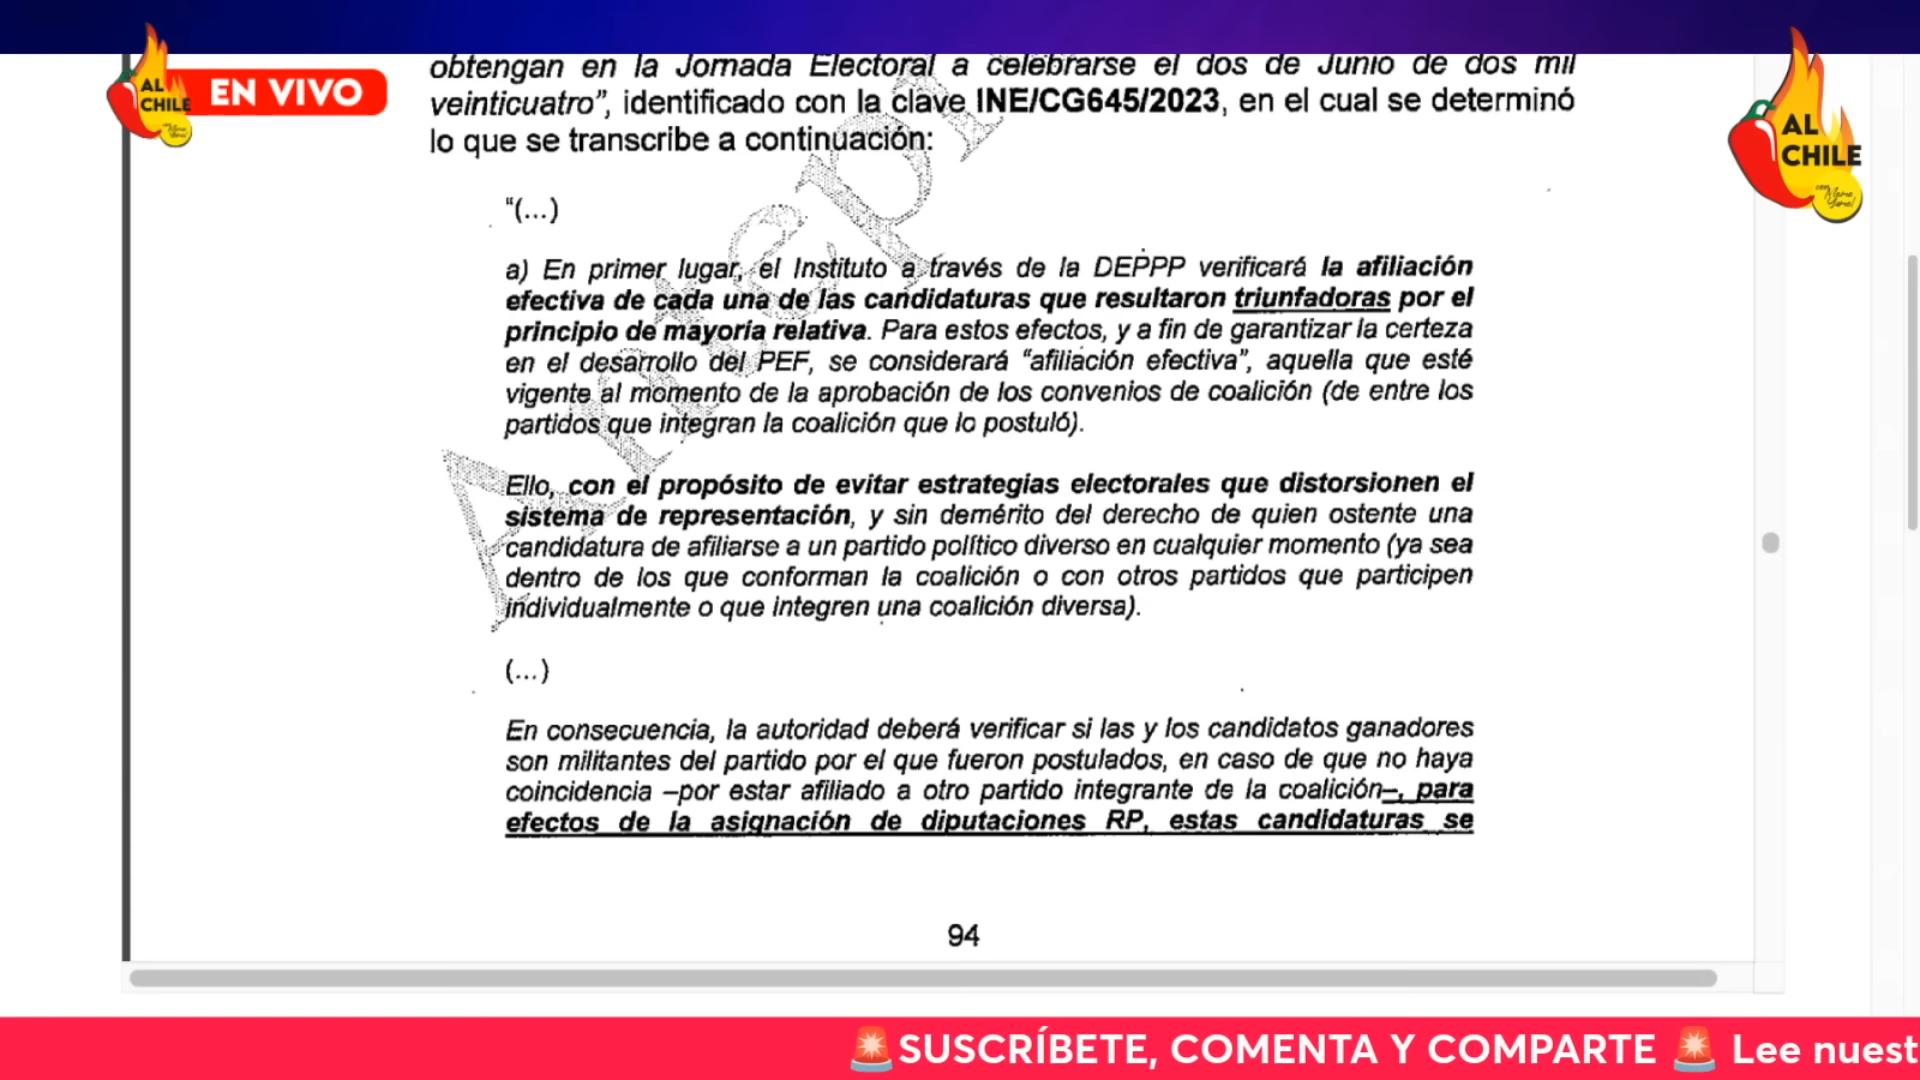 obtengan en la Jornada Electoral a celebrarse el dos de Junio de dos mil
veinticuatro", identificado con la clave INE/CG645/2023, en el cual se determinó
lo que se transcribe a continuación:
AL
CHILE
EN VIVO
AL
CHILE
con Meme
Yamel
"(...)
a) En primer lugar, el Instituto a través de la DEPPP verificará la afiliación
efectiva de cada una de las candidaturas que resultaron triunfadoras por el
principio de mayoría relativa. Para estos efectos, y a fin de garantizar la certeza
en el desarrollo del PEF, se considerará "afiliación efectiva", aquella que esté
vigente al momento de la aprobación de los convenios de coalición (de entre los
partidos que integran la coalición que lo postuló).
Ello, con el propósito de evitar estrategias electorales que distorsionen el
sistema de representación, y sin demérito del derecho de quien ostente una
candidatura de afiliarse a un partido político diverso en cualquier momento (ya sea
dentro de los que conforman la coalición o con otros partidos que participen
individualmente o que integren una coalición diversa).
(...)
En consecuencia, la autoridad deberá verificar si las y los candidatos ganadores
son militantes del partido por el que fueron postulados, en caso de que no haya
coincidencia –por estar afiliado a otro partido integrante de la coalición–, para
efectos de la asignación de diputaciones RP, estas candidaturas se
94
SUSCRÍBETE, COMENTA Y COMPARTE
Lee nuest